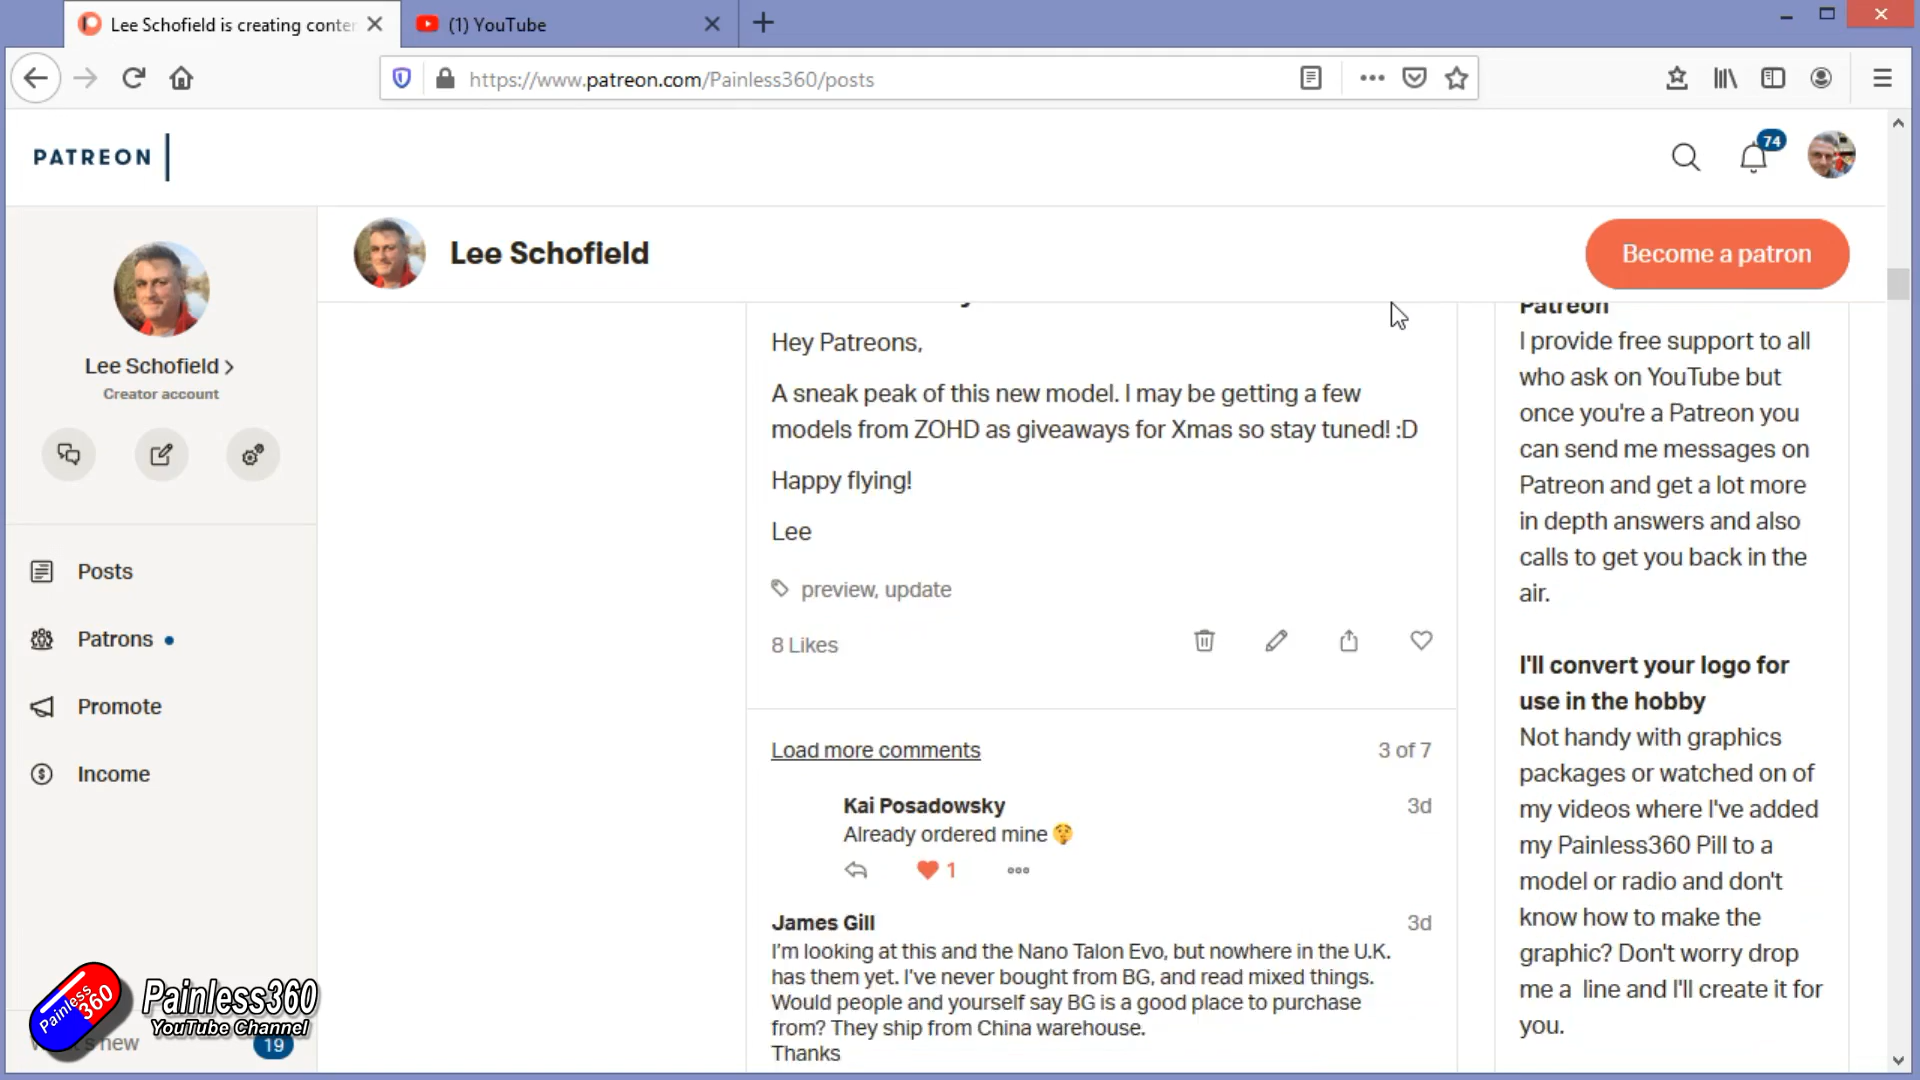 Lee Schofield is creating conter
(1) YouTube
https://www.patreon.com/Painless360/posts
PATREON
74
Lee Schofield
Become a patron
Lee Schofield
Creator account
Posts
Patrons
Promote
Income
19
Hey Patreons,
A sneak peak of this new model. I may be getting a few
models from ZOHD as giveaways for Xmas so stay tuned! :D
Happy flying!
Lee
preview, update
8 Likes
Load more comments
3 of 7
Kai Posadowsky
3d
Already ordered mine
1
James Gill
3d
I'm looking at this and the Nano Talon Evo, but nowhere in the U.K.
has them yet. I've never bought from BG, and read mixed things.
Would people and yourself say BG is a good place to purchase
from? They ship from China warehouse.
Thanks
Patreon
I provide free support to all
who ask on YouTube but
once you're a Patreon you
can send me messages on
Patreon and get a lot more
in depth answers and also
calls to get you back in the
air.
I'll convert your logo for
use in the hobby
Not handy with graphics
packages or watched on of
my videos where I've added
my Painless360 Pill to a
model or radio and don't
know how to make the
graphic? Don't worry drop
me a line and I'll create it for
you.
Painless
360
Painless360
YouTube Channel
new